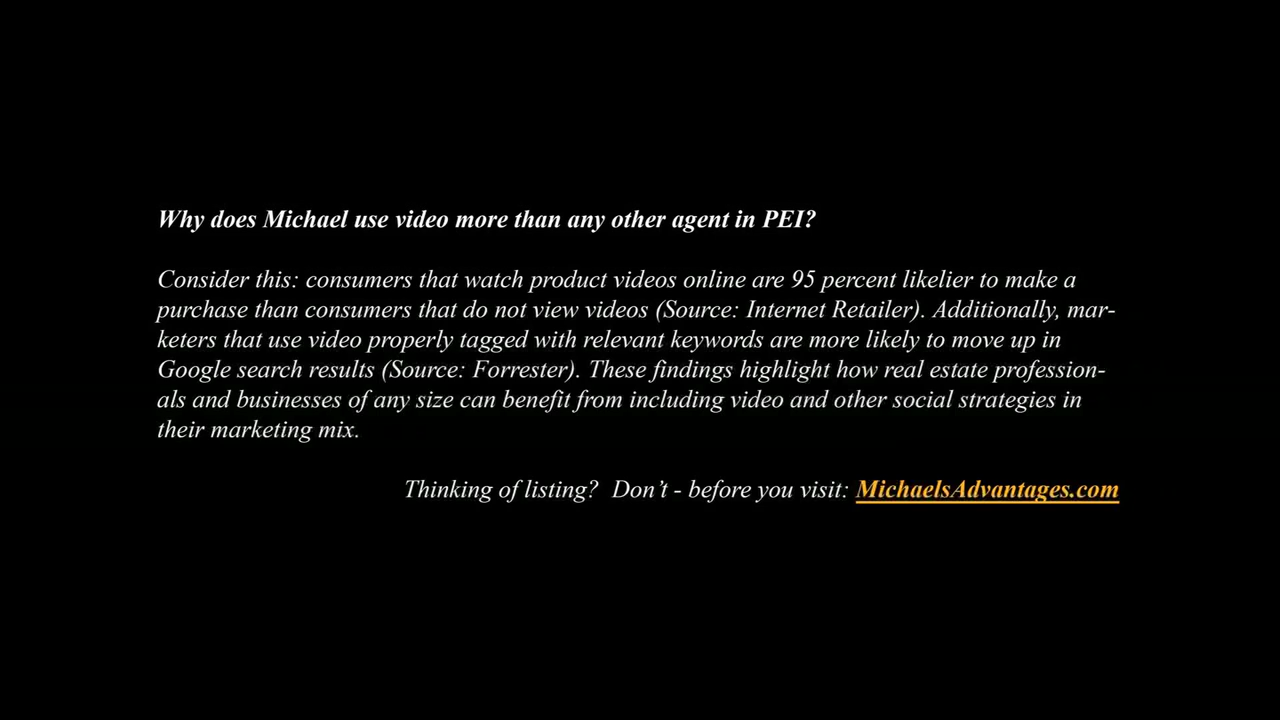 Why does Michael use video more than any other agent in PEI?
Consider this: consumers that watch product videos online are 95 percent likelier to make a
purchase than consumers that do not view videos (Source: Internet Retailer). Additionally, mar-
keters that use video properly tagged with relevant keywords are more likely to move up in
Google search results (Source: Forrester). These findings highlight how real estate profession-
als and businesses of any size can benefit from including video and other social strategies in
their marketing mix.
Thinking of listing?  Don’t - before you visit: MichaelsAdvantages.com